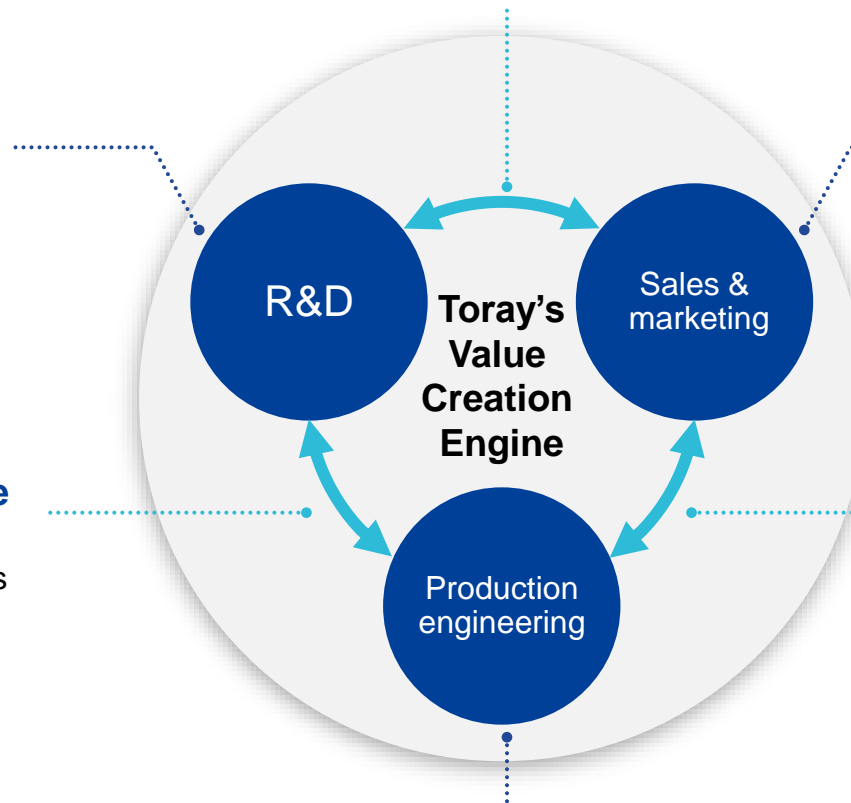 R&D
Sales &
marketing
Toray's
Value
Creation
Engine
e
s
Production
engineering